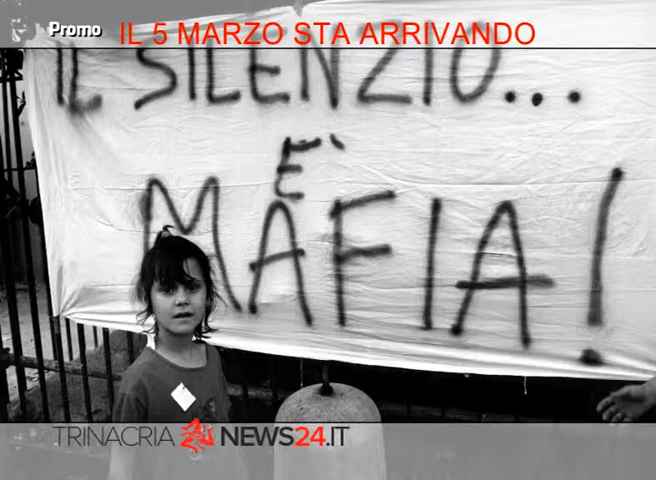 Promo
IL 5 MARZO STA ARRIVANDO
IL SILENZIO...
E'
MAFIA!
TRINACRIA NEWS24.IT